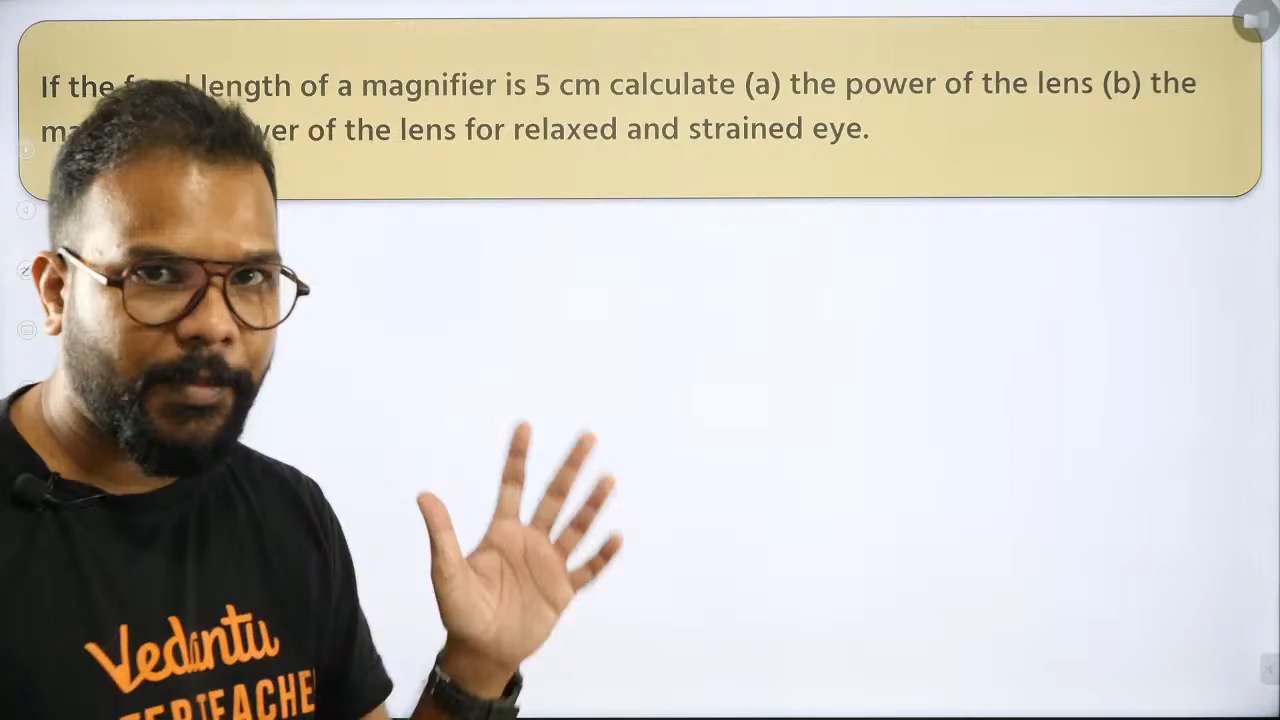 If the length of a magnifier is 5 cm calculate (a) the power of the lens (b) the
of the lens for relaxed and strained eye.
Vedantu